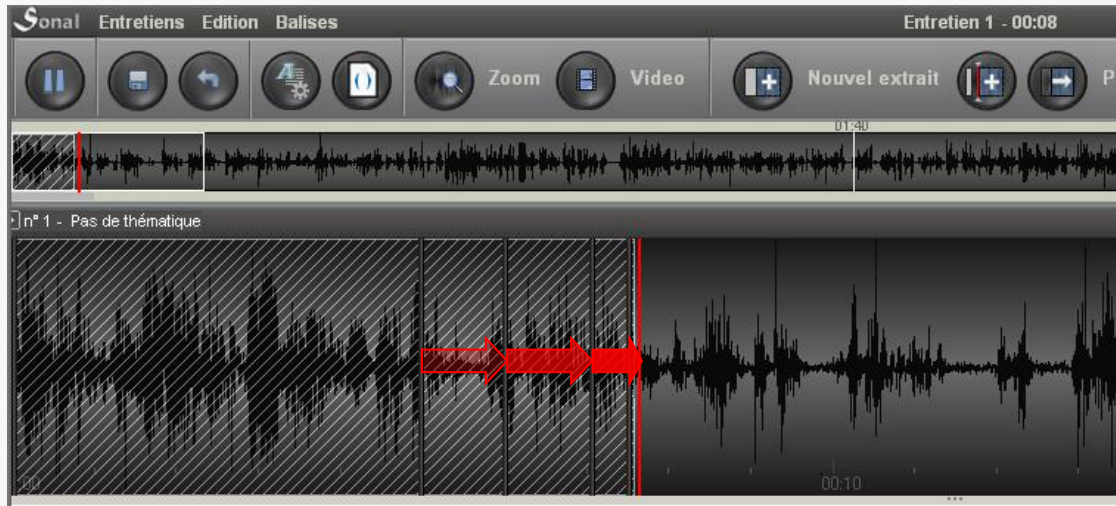 Sonal Entretiens Edition Balises Entretien 1 - 00:08
Zoom Video Nouvel extrait P
01:40
n° 1 - Pas de thématique
00 00:10